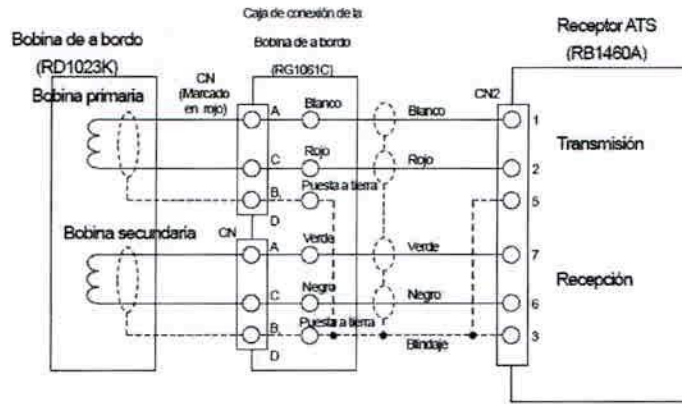 Caja de conexión de la
Bobina de a bordo
(RG1061C)
Receptor ATS
(RB1460A)
Bobina de a bordo
(RD1023K)
Bobina primaria
CN
(Marcado
en rojo)
CN2
A
Blanco
Blanco
1
Transmisión
C
Rojo
Rojo
2
B.
Puesta a tierra
5
D
Bobina secundaría
CN
A
Verde
Verde
7
Recepción
C
Negro
Negro
6
B.
Puesta a tierra
Blindaje
3
D